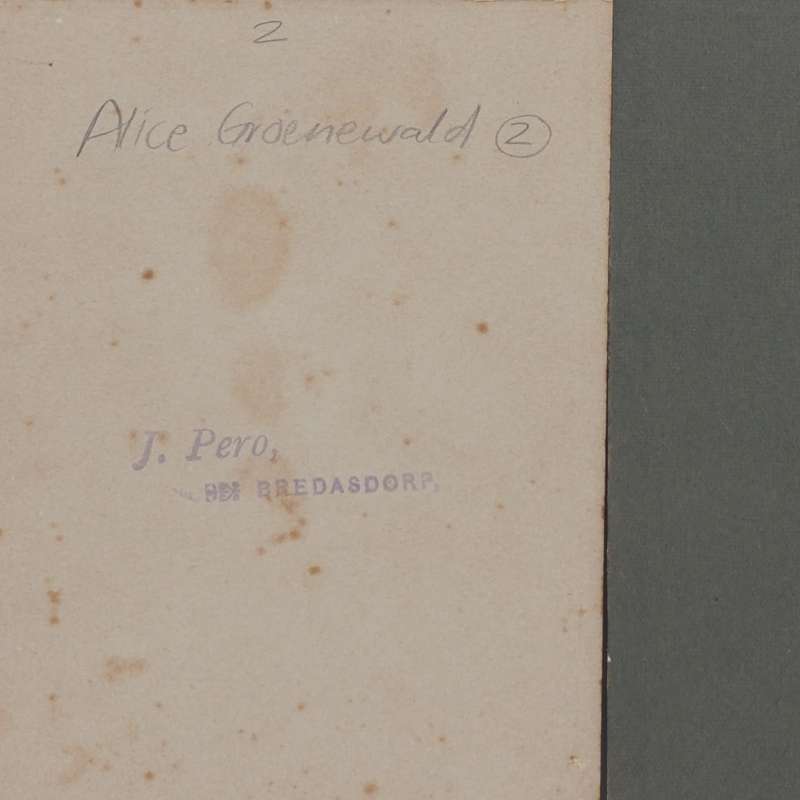 2
Alice Groenewald ②
J. Pero,
BREDASDORP,